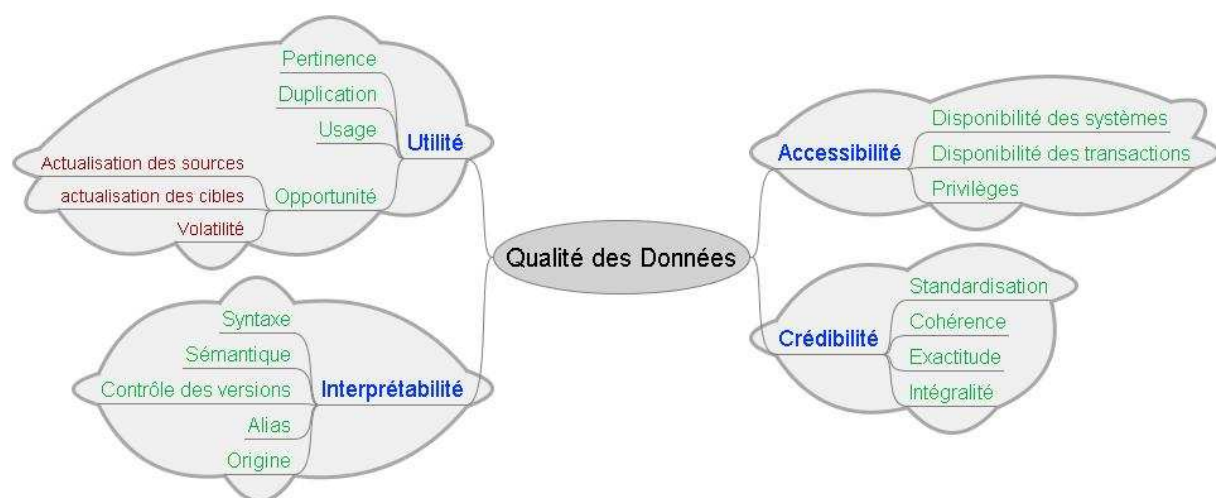 Qualité des Données
Utilité
Pertinence
Duplication
Usage
Opportunité
Actualisation des sources
actualisation des cibles
Volatilité
Interprétabilité
Syntaxe
Sémantique
Contrôle des versions
Alias
Origine
Accessibilité
Disponibilité des systèmes
Disponibilité des transactions
Privilèges
Crédibilité
Standardisation
Cohérence
Exactitude
Intégralité